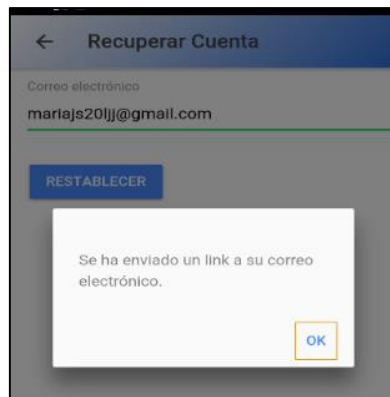 Recuperar Cuenta
Correo electrónico
mariajs20ljj@gmail.com
RESTABLECER
Se ha enviado un link a su correo
electrónico.
OK